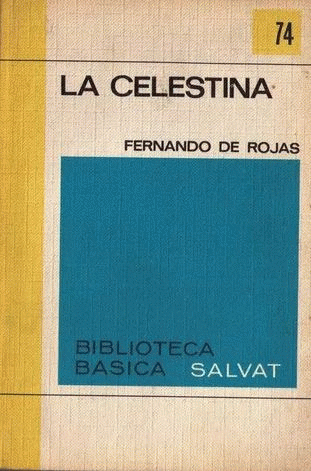 74
LA CELESTINA
FERNANDO DE ROJAS
BIBLIOTECA
BASICA SALVAT